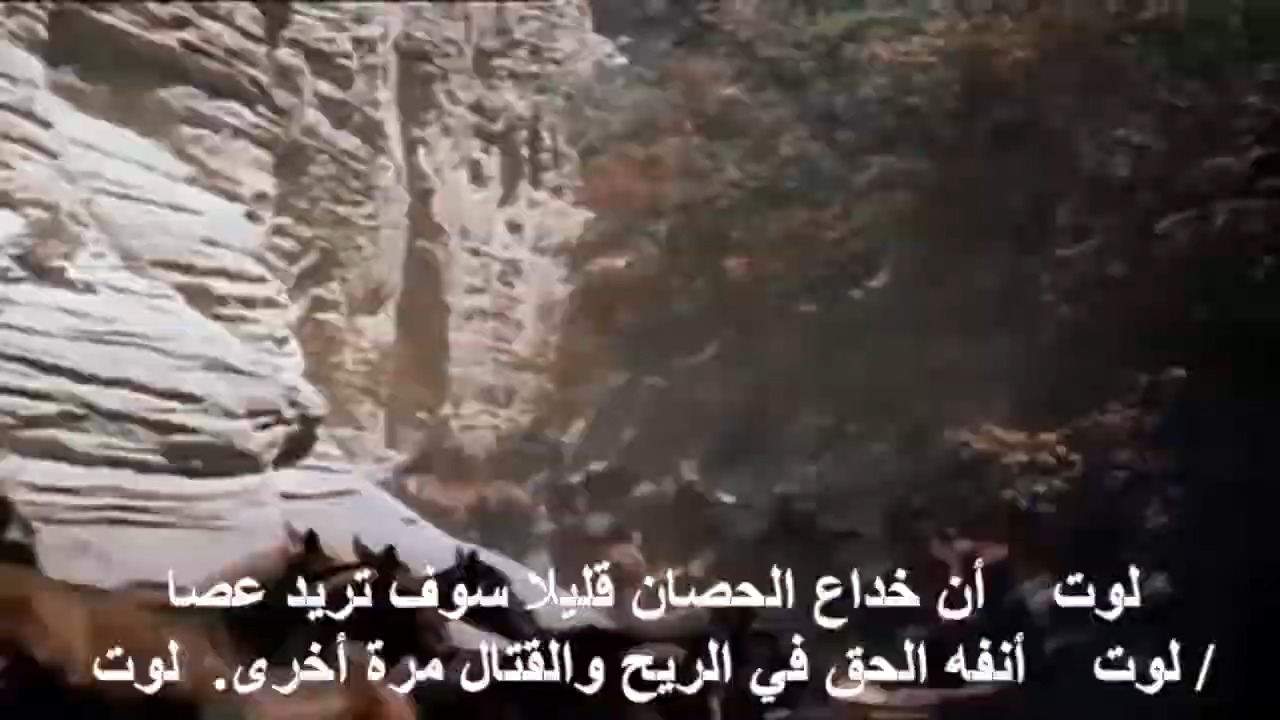 لوت أن خداع الحصان قليلا سوف تريد عصا
/ لوت أنفه الحق في الريح والقتال مرة أخرى. لوت